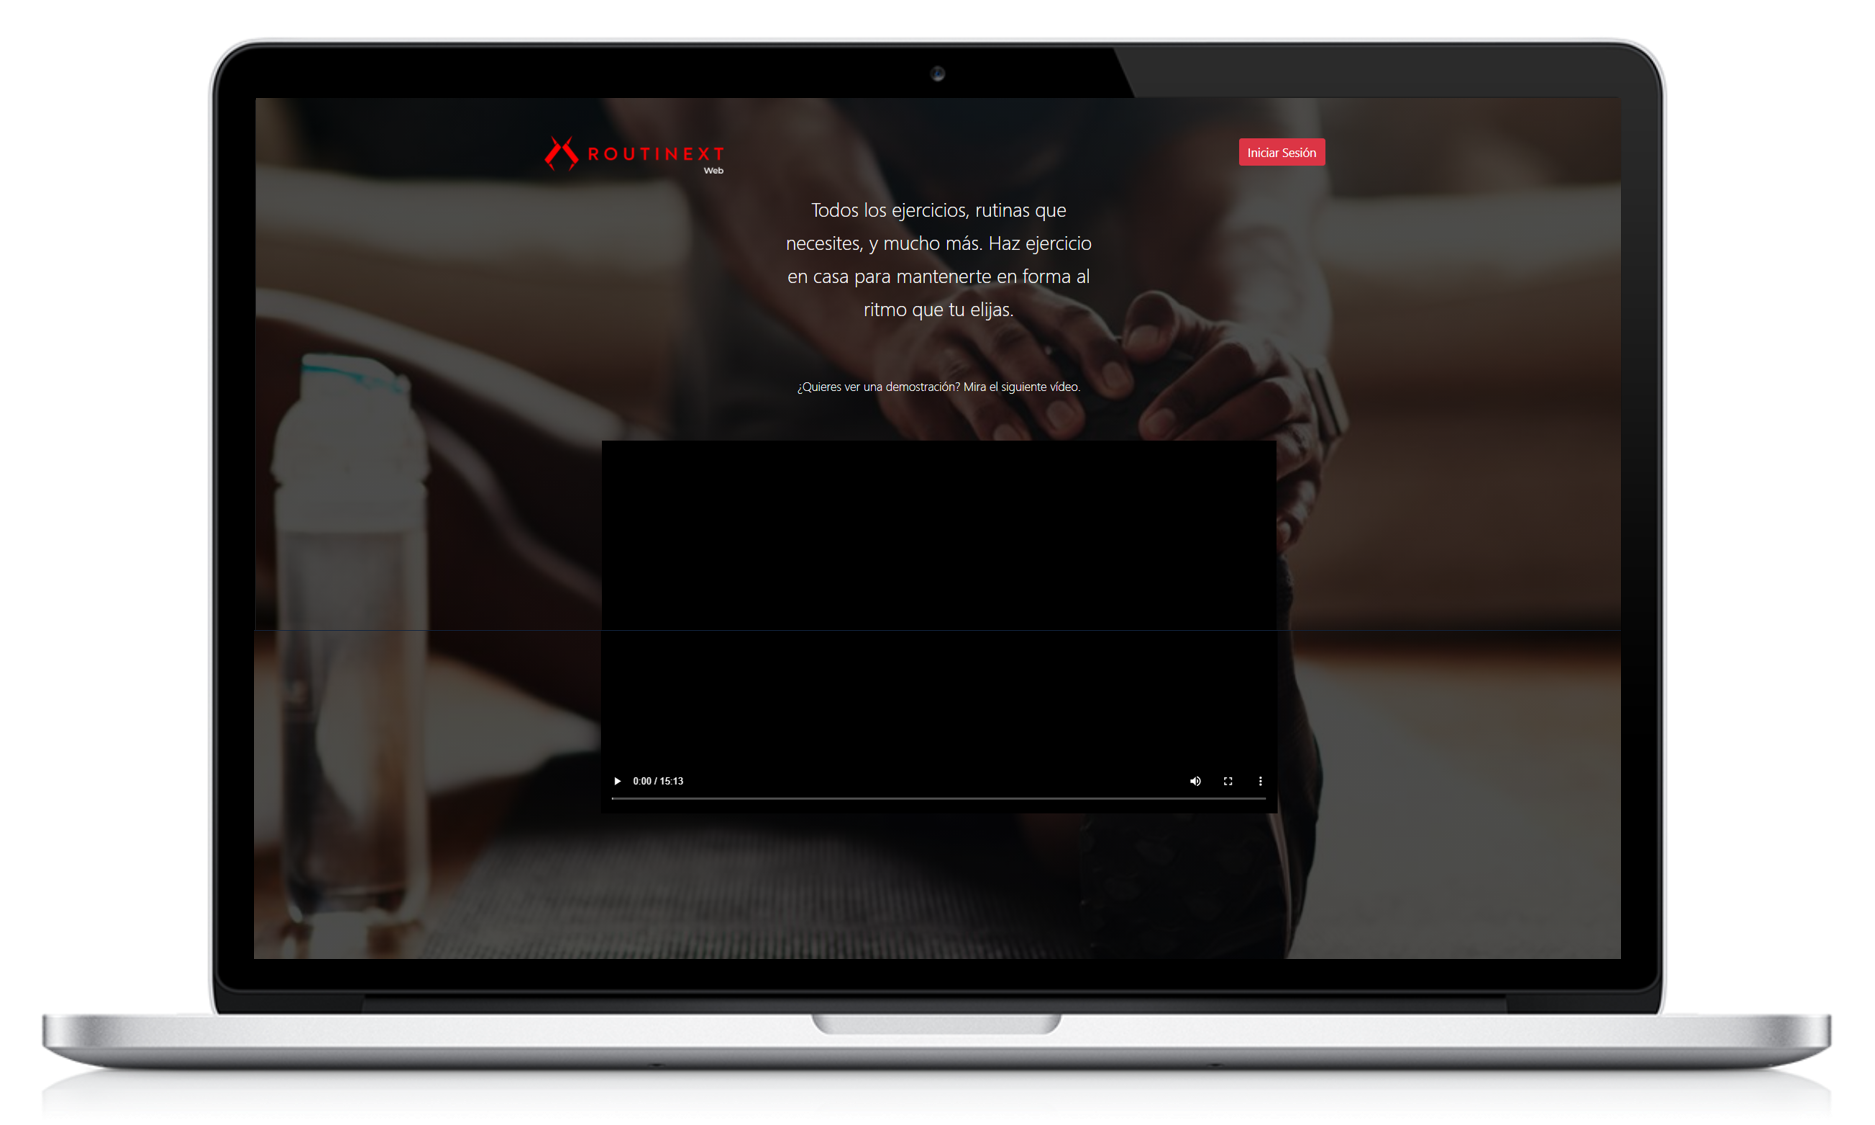 ROUTINEXT
Web
Iniciar Sesión
Todos los ejercicios, rutinas que
necesites, y mucho más. Haz ejercicio
en casa para mantenerte en forma al
ritmo que tu elijas.
¿Quieres ver una demostración? Mira el siguiente vídeo.
0:00 / 15:13